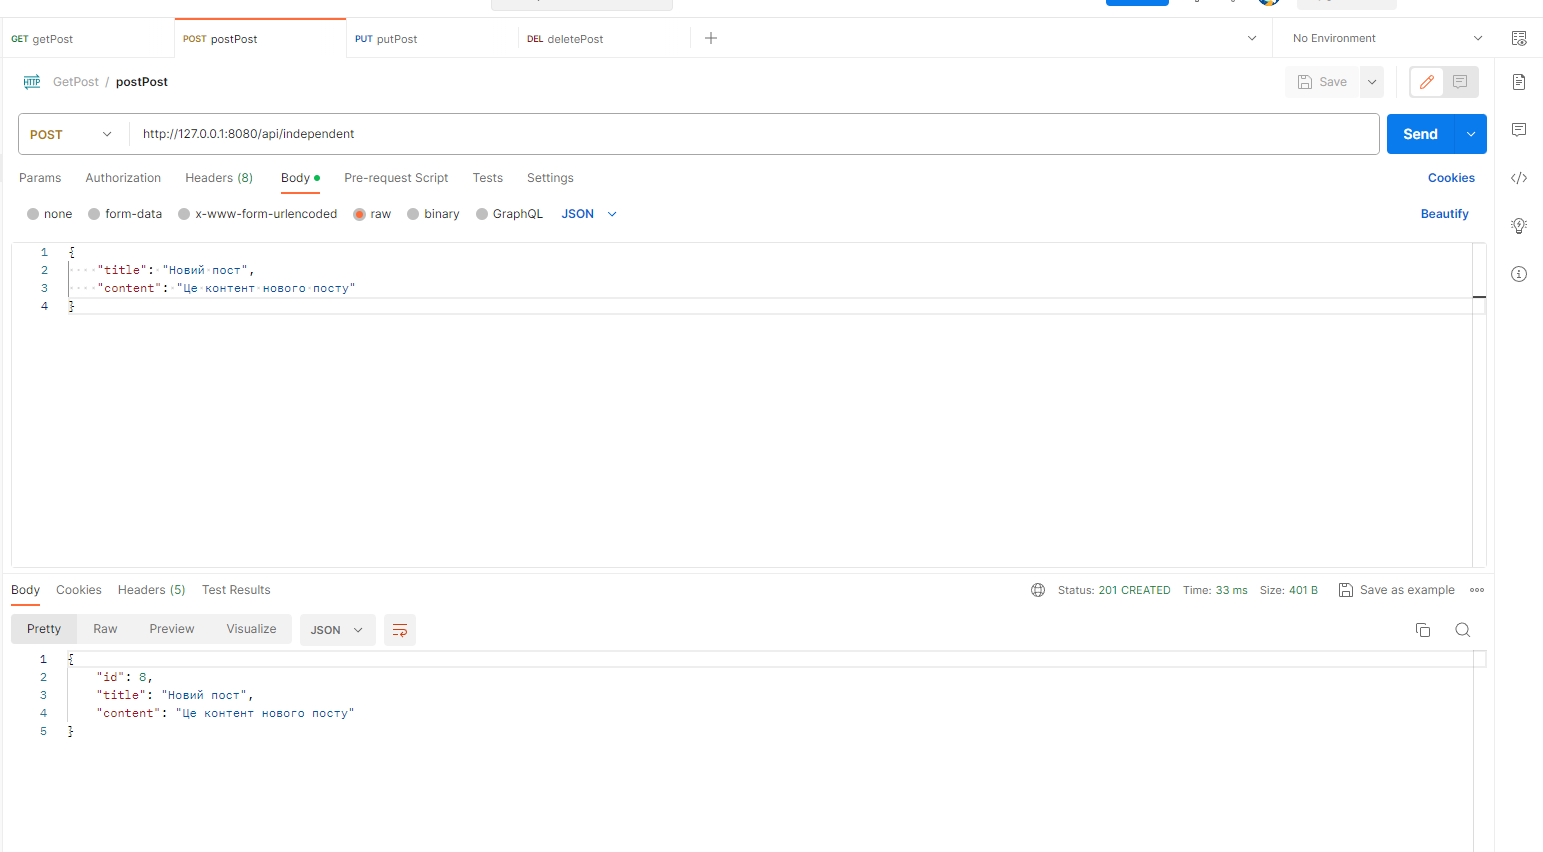 GET getPost
POST postPost
PUT putPost
DEL deletePost
No Environment
HTTP GetPost / postPost
Save
POST http://127.0.0.1:8080/api/independent
Send
Params Authorization Headers (8) Body Pre-request Script Tests Settings Cookies
none form-data x-www-form-urlencoded raw binary GraphQL JSON Beautify
1 {
2 "title": "Новий пост",
3 "content": "Це контент нового посту"
4 }
Body Cookies Headers (5) Test Results Status: 201 CREATED Time: 33 ms Size: 401 B Save as example
Pretty Raw Preview Visualize JSON
1 {
2 "id": 8,
3 "title": "Новий пост",
4 "content": "Це контент нового посту"
5 }